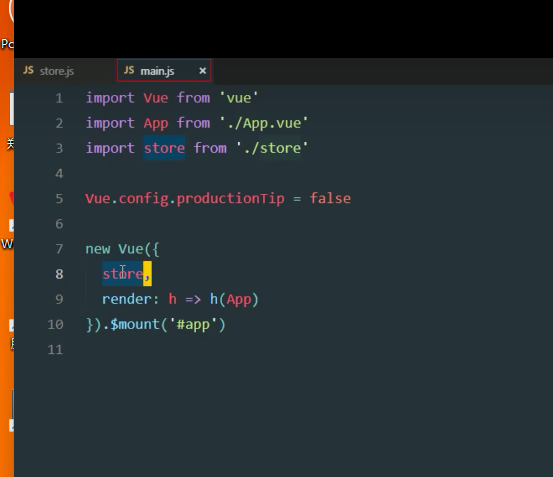 JS store.js
JS main.js ×
1 import Vue from 'vue'
2 import App from './App.vue'
3 import store from './store'
4
5 Vue.config.productionTip = false
6
7 new Vue({
8 store,
9 render: h => h(App)
10 }).$mount('#app')
11
Po
W